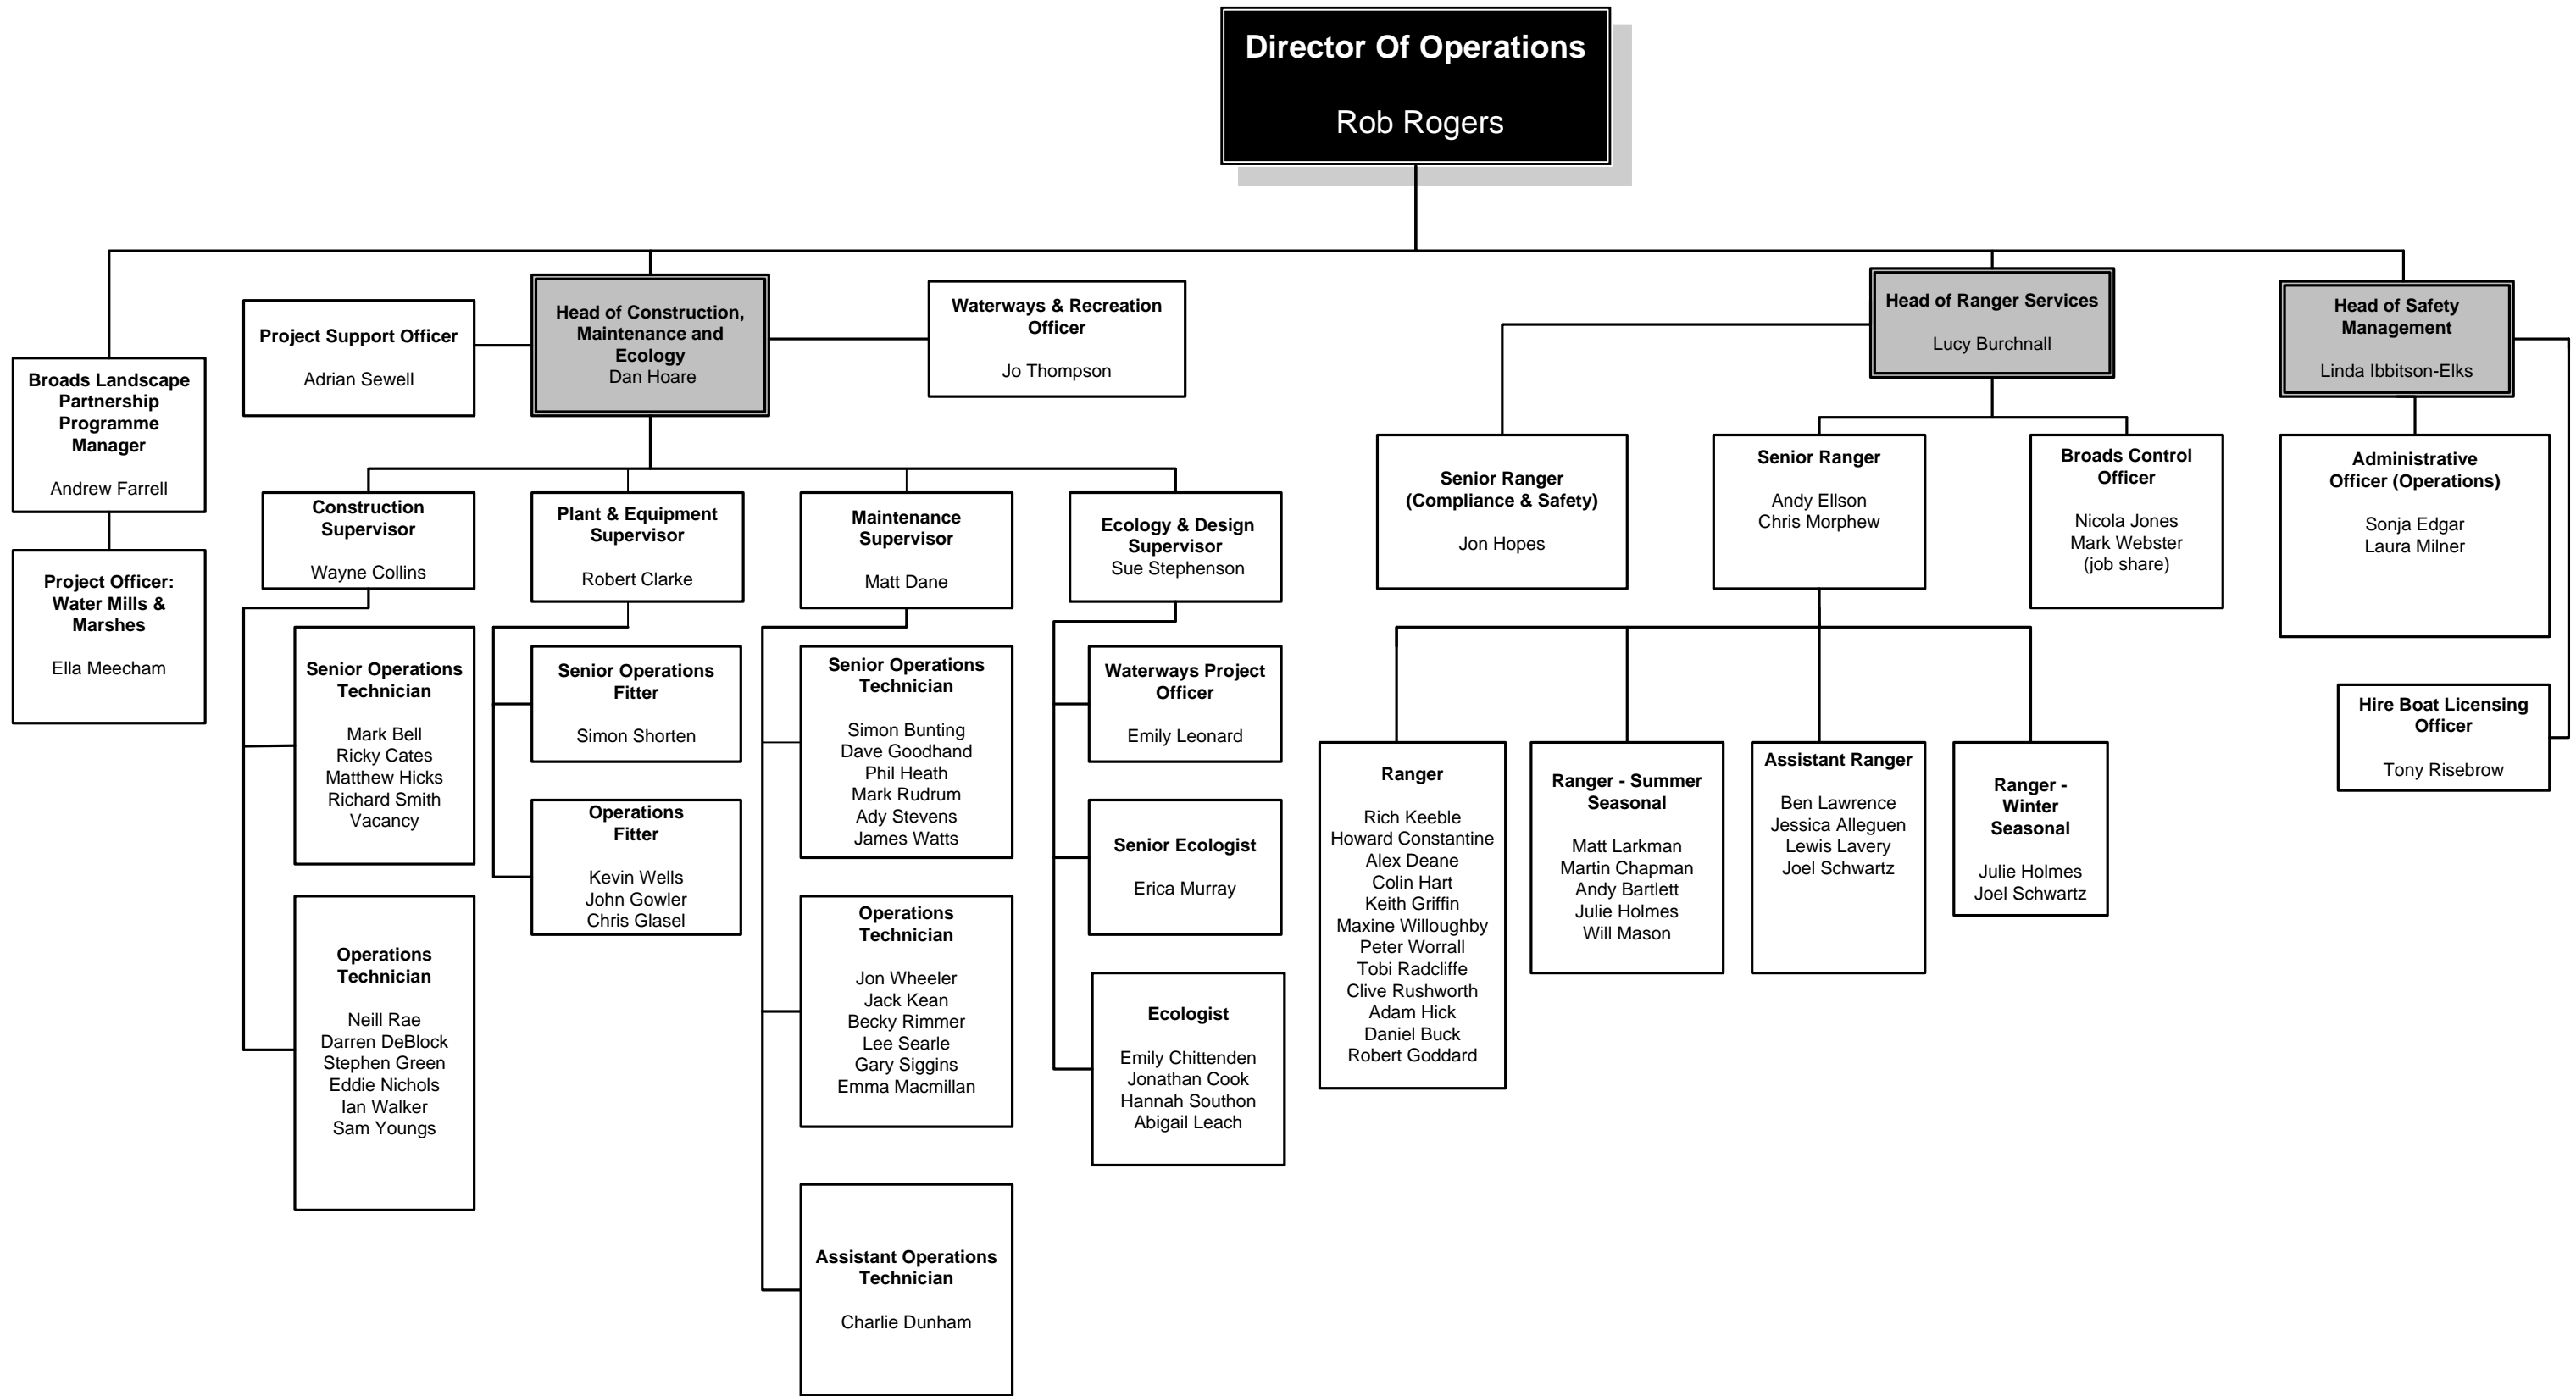 Director Of Operations
Rob Rogers
Broads Landscape
Partnership
Programme
Manager
Andrew Farrell
Project Officer:
Water Mills &
Marshes
Ella Meecham
Project Support Officer
Adrian Sewell
Head of Construction,
Maintenance and
Ecology
Dan Hoare
Waterways & Recreation
Officer
Jo Thompson
Construction
Supervisor
Wayne Collins
Senior Operations
Technician
Mark Bell
Ricky Cates
Matthew Hicks
Richard Smith
Vacancy
Operations
Technician
Neill Rae
Darren DeBlock
Stephen Green
Eddie Nichols
Ian Walker
Sam Youngs
Plant & Equipment
Supervisor
Robert Clarke
Senior Operations
Fitter
Simon Shorten
Operations
Fitter
Kevin Wells
John Gowler
Chris Glasel
Maintenance
Supervisor
Matt Dane
Senior Operations
Technician
Simon Bunting
Dave Goodhand
Phil Heath
Mark Rudrum
Ady Stevens
James Watts
Operations
Technician
Jon Wheeler
Jack Kean
Becky Rimmer
Lee Searle
Gary Siggins
Emma Macmillan
Assistant Operations
Technician
Charlie Dunham
Ecology & Design
Supervisor
Sue Stephenson
Waterways Project
Officer
Emily Leonard
Senior Ecologist
Erica Murray
Ecologist
Emily Chittenden
Jonathan Cook
Hannah Southon
Abigail Leach
Head of Ranger Services
Lucy Burchnall
Senior Ranger
(Compliance & Safety)
Jon Hopes
Senior Ranger
Andy Ellson
Chris Morphew
Broads Control
Officer
Nicola Jones
Mark Webster
(job share)
Ranger
Rich Keeble
Howard Constantine
Alex Deane
Colin Hart
Keith Griffin
Maxine Willoughby
Peter Worrall
Tobi Radcliffe
Clive Rushworth
Adam Hick
Daniel Buck
Robert Goddard
Ranger - Summer
Seasonal
Matt Larkman
Martin Chapman
Andy Bartlett
Julie Holmes
Will Mason
Assistant Ranger
Ben Lawrence
Jessica Alleguen
Lewis Lavery
Joel Schwartz
Ranger -
Winter
Seasonal
Julie Holmes
Joel Schwartz
Head of Safety
Management
Linda Ibbitson-Elks
Administrative
Officer (Operations)
Sonja Edgar
Laura Milner
Hire Boat Licensing
Officer
Tony Risebrow